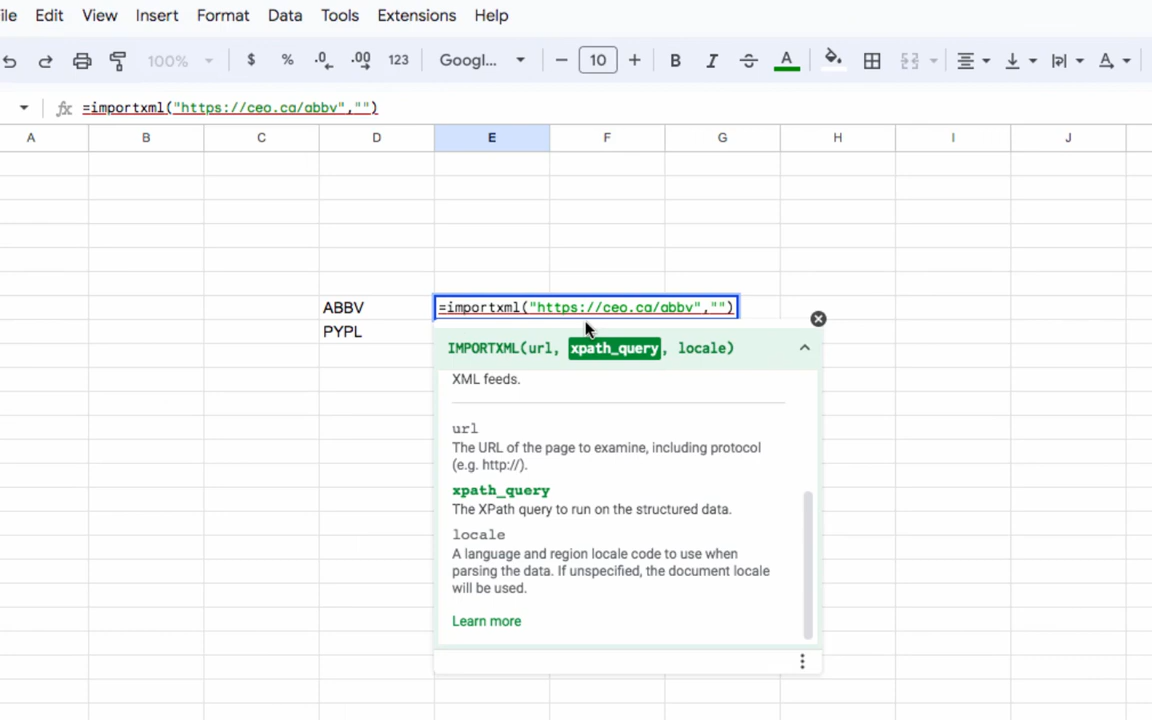 ile Edit View Insert Format Data Tools Extensions Help
100% $ % .0 .00 123 Googl... − 10 + B I S A A
fx =importxml("https://ceo.ca/abbv","")
A B C D E F G H I J
ABBV =importxml("https://ceo.ca/abbv","")
PYPL
IMPORTXML(url, xpath_query, locale)
XML feeds.
url
The URL of the page to examine, including protocol
(e.g. http://).
xpath_query
The XPath query to run on the structured data.
locale
A language and region locale code to use when
parsing the data. If unspecified, the document locale
will be used.
Learn more